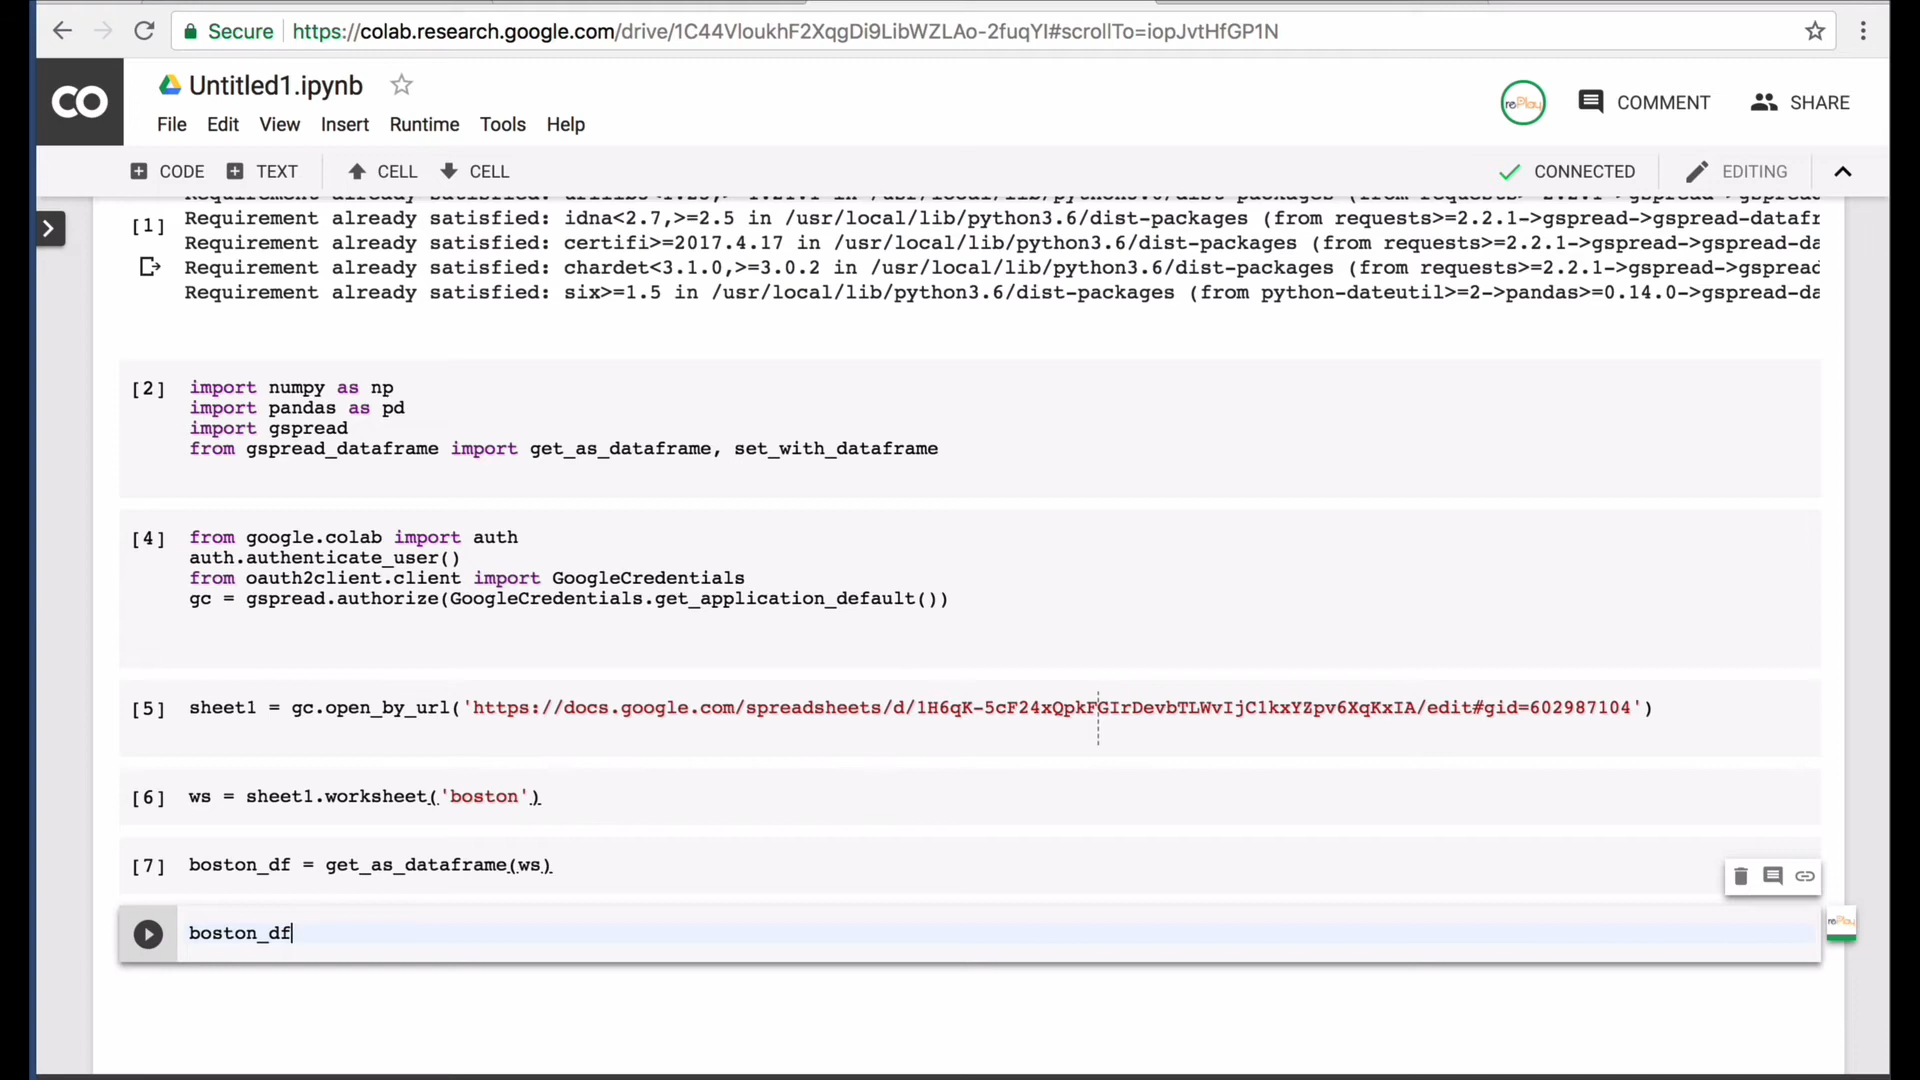 Secure https://colab.research.google.com/drive/1C44VloukhF2XqgDi9LibWZLAo-2fuqYI#scrollTo=iopJvtHfGP1N
CO
Untitled1.ipynb
rePlay
COMMENT
SHARE
File Edit View Insert Runtime Tools Help
CODE TEXT CELL CELL
CONNECTED
EDITING
Requirement already satisfied:
[1] Requirement already satisfied: idna<2.7,>=2.5 in /usr/local/lib/python3.6/dist-packages (from requests>=2.2.1->gspread->gspread-datafr
Requirement already satisfied: certifi>=2017.4.17 in /usr/local/lib/python3.6/dist-packages (from requests>=2.2.1->gspread->gspread-da
Requirement already satisfied: chardet<3.1.0,>=3.0.2 in /usr/local/lib/python3.6/dist-packages (from requests>=2.2.1->gspread->gspread
Requirement already satisfied: six>=1.5 in /usr/local/lib/python3.6/dist-packages (from python-dateutil>=2->pandas>=0.14.0->gspread-da
[2] import numpy as np
import pandas as pd
import gspread
from gspread_dataframe import get_as_dataframe, set_with_dataframe
[4] from google.colab import auth
auth.authenticate_user()
from oauth2client.client import GoogleCredentials
gc = gspread.authorize(GoogleCredentials.get_application_default())
[5] sheet1 = gc.open_by_url('https://docs.google.com/spreadsheets/d/1H6qK-5cF24xQpkFGIrDevbTLWvIjC1kxYZpv6XqKxIA/edit#gid=602987104')
[6] ws = sheet1.worksheet('boston')
[7] boston_df = get_as_dataframe(ws)
boston_df
rePlay